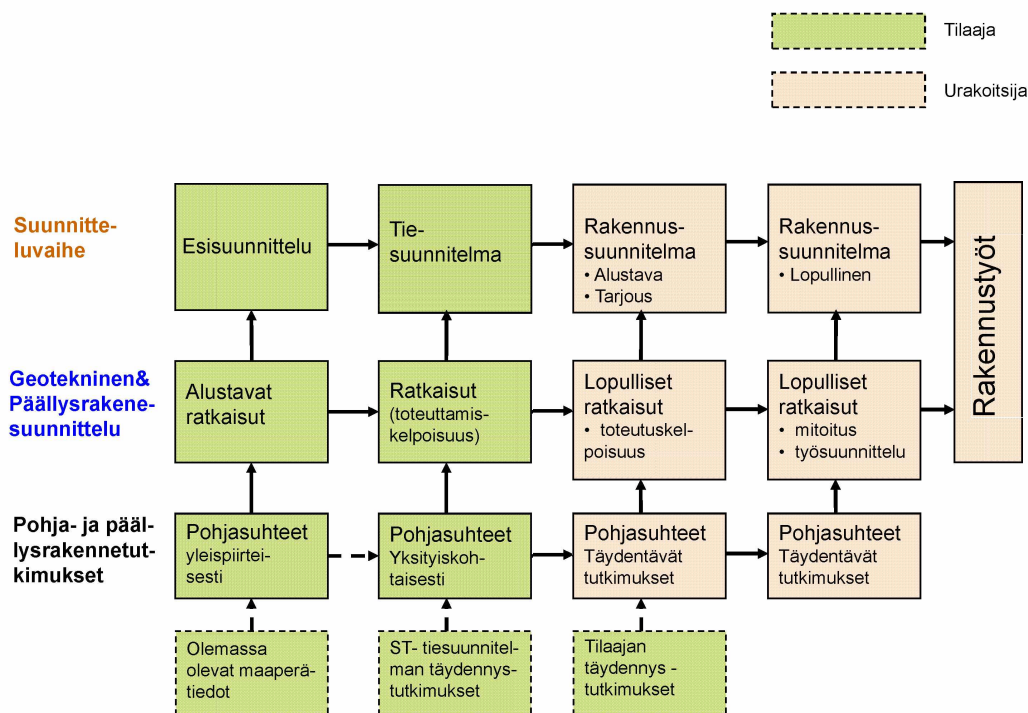 Tilaaja
Urakoitsija
Suunnitte-
luvaihe
Esisuunnittelu
Tie-
suunnitelma
Rakennus-
suunnitelma
• Alustava
• Tarjous
Rakennus-
suunnitelma
• Lopullinen
Rakennustyöt
Geotekninen&
Päällysrakene-
suunnittelu
Alustavat
ratkaisut
Ratkaisut
(toteuttamis-
kelpoisuus)
Lopulliset
ratkaisut
• toteutuskel-
poisuus
Lopulliset
ratkaisut
• mitoitus
• työsuunnittelu
Pohja- ja pääl-
lysrakennetut-
kimukset
Pohjasuhteet
yleispiirtei-
sesti
Pohjasuhteet
Yksityiskoh-
taisesti
Pohjasuhteet
Täydentävät
tutkimukset
Pohjasuhteet
Täydentävät
tutkimukset
Olemassa
olevat maaperä-
tiedot
ST- tiesuunnitel-
man täydennys-
tutkimukset
Tilaajan
täydennys -
tutkimukset